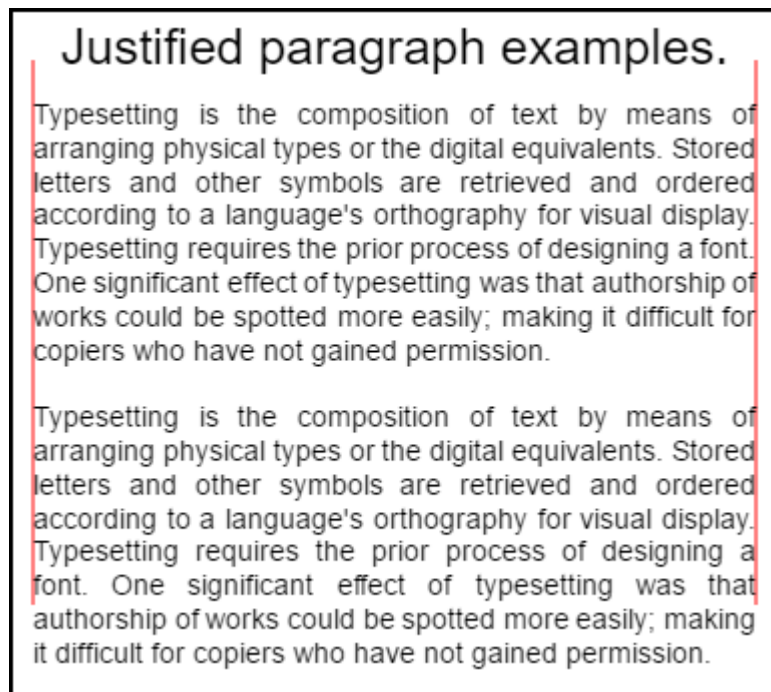 Justified paragraph examples.
Typesetting is the composition of text by means of
arranging physical types or the digital equivalents. Stored
letters and other symbols are retrieved and ordered
according to a language's orthography for visual display.
Typesetting requires the prior process of designing a font.
One significant effect of typesetting was that authorship of
works could be spotted more easily; making it difficult for
copiers who have not gained permission.
Typesetting is the composition of text by means of
arranging physical types or the digital equivalents. Stored
letters and other symbols are retrieved and ordered
according to a language's orthography for visual display.
Typesetting requires the prior process of designing a
font. One significant effect of typesetting was that
authorship of works could be spotted more easily; making
it difficult for copiers who have not gained permission.